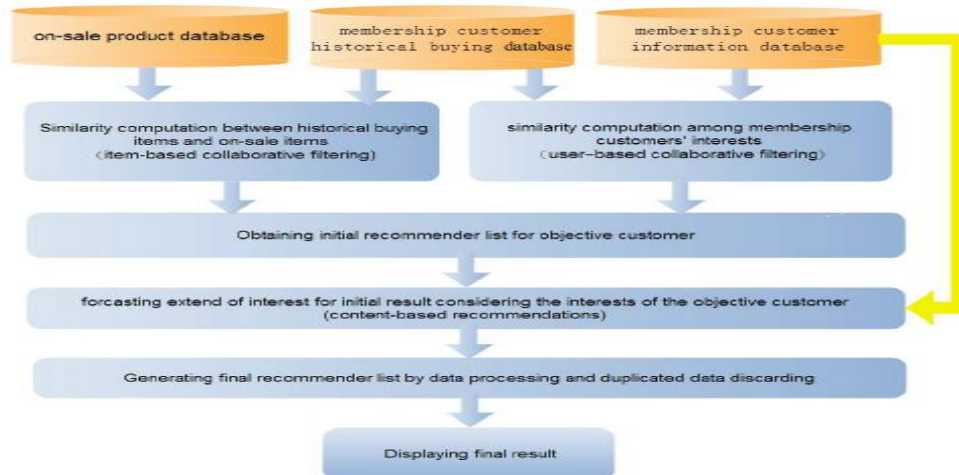 on-sale product database
membership customer
historical buying database
membership customer
information database
Similarity computation between historical buying
items and on-sale items
(item-based collaborative filtering)
similarity computation among membership
customers' interests
(user-based collaborative filtering)
Obtaining initial recommender list for objective customer
forcasting extend of interest for initial result considering the interests of the objective customer
(content-based recommendations)
Generating final recommender list by data processing and duplicated data discarding
Displaying final result